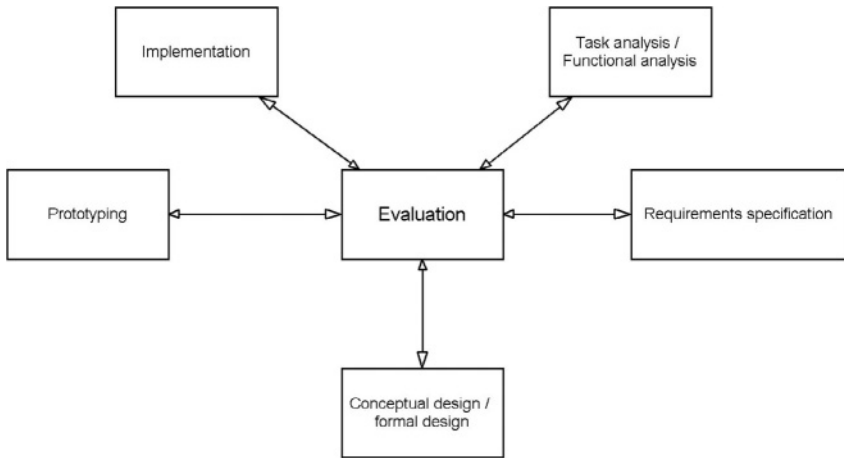 Implementation
Task analysis /
Functional analysis
Prototyping
Evaluation
Requirements specification
Conceptual design /
formal design